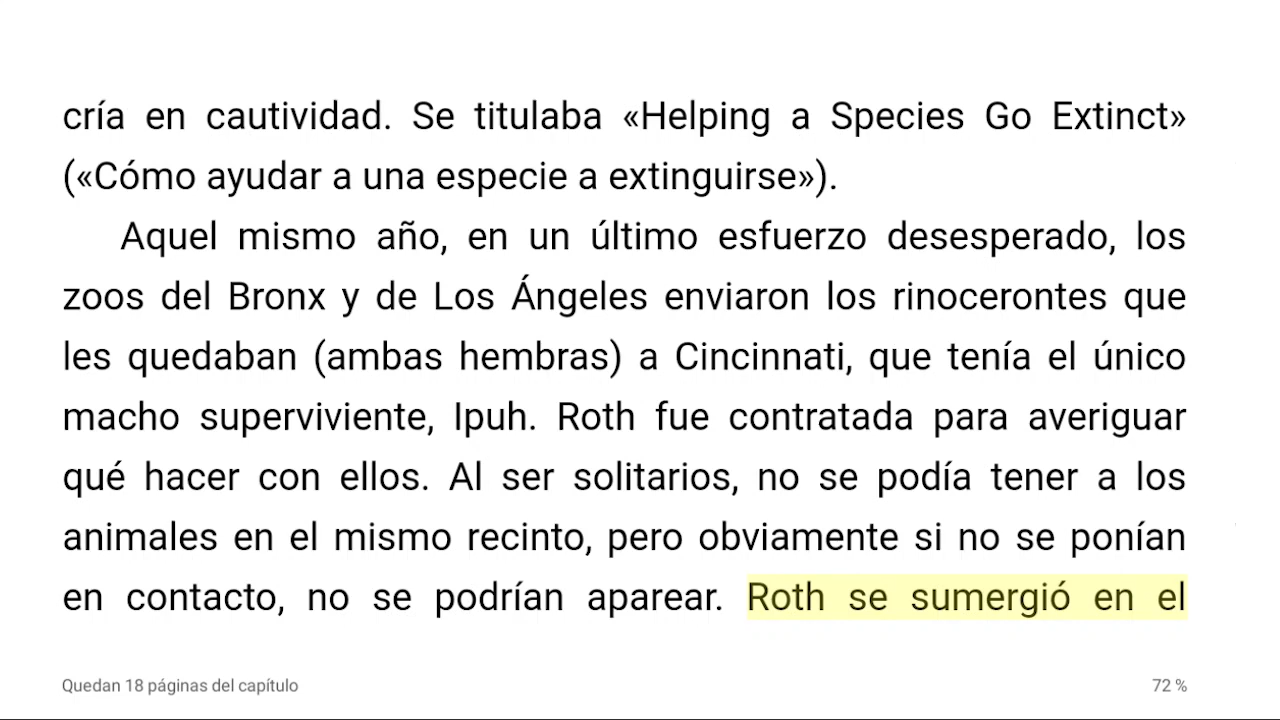 cría en cautividad. Se titulaba «Helping a Species Go Extinct»
(«Cómo ayudar a una especie a extinguirse»).
Aquel mismo año, en un último esfuerzo desesperado, los
zoos del Bronx y de Los Ángeles enviaron los rinocerontes que
les quedaban (ambas hembras) a Cincinnati, que tenía el único
macho superviviente, Ipuh. Roth fue contratada para averiguar
qué hacer con ellos. Al ser solitarios, no se podía tener a los
animales en el mismo recinto, pero obviamente si no se ponían
en contacto, no se podrían aparear. Roth se sumergió en el
Quedan 18 páginas del capítulo
72 %